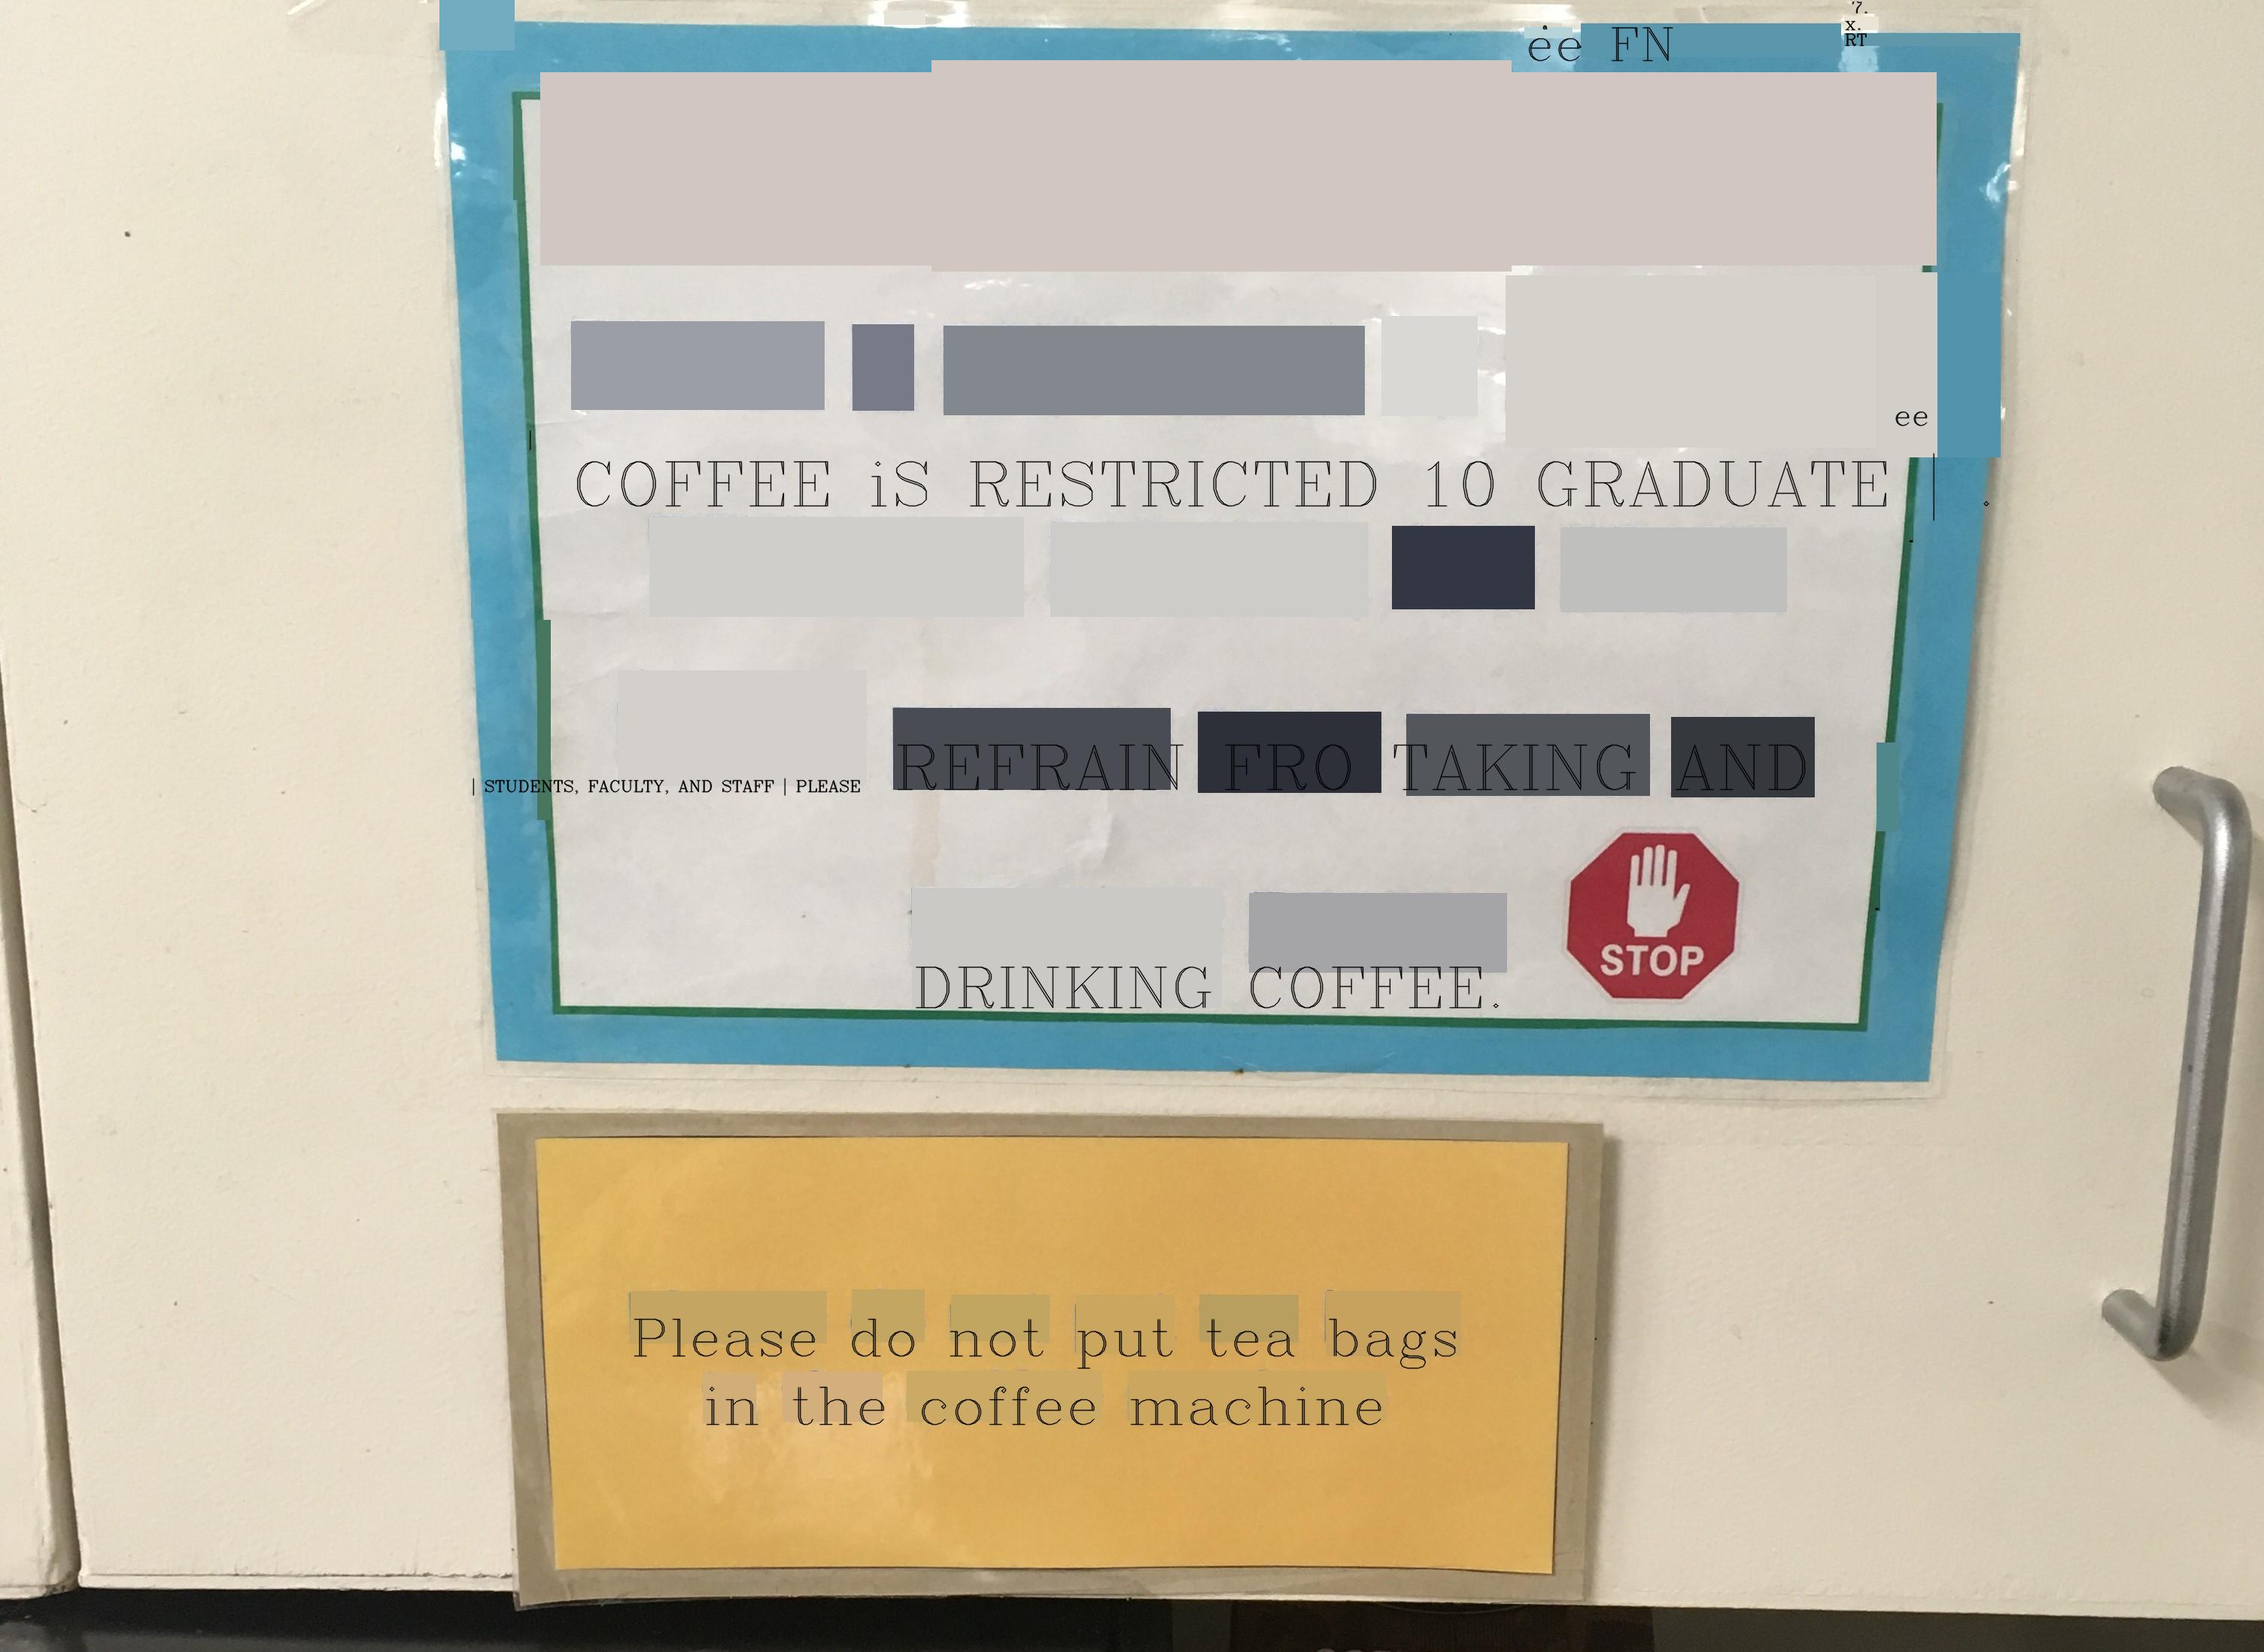 ee FN
7.
x.
RT
ee
COFFEE iS RESTRICTED 10 GRADUATE | .
| STUDENTS, FACULTY, AND STAFF | PLEASE REFRAIN FRO TAKING AND
DRINKING COFFEE.
STOP
Please do not put tea bags
in the coffee machine